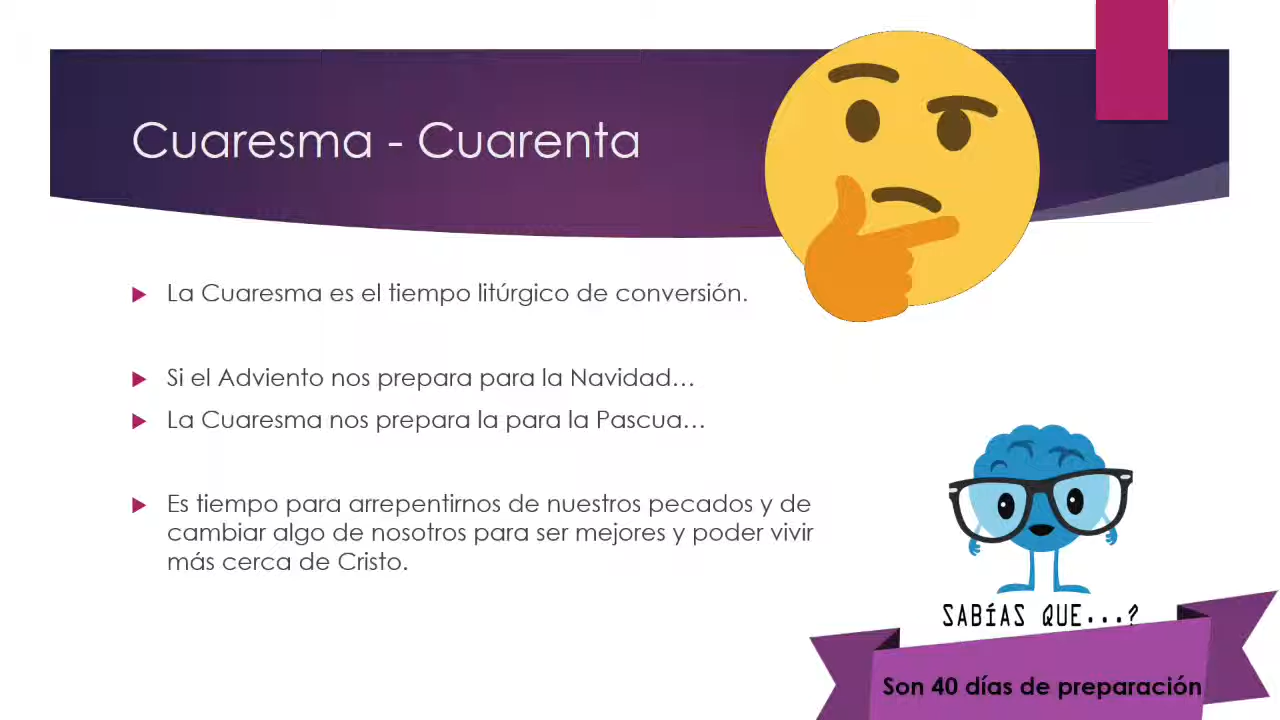 Cuaresma - Cuarenta
La Cuaresma es el tiempo litúrgico de conversión.
Si el Adviento nos prepara para la Navidad…
La Cuaresma nos prepara la para la Pascua…
Es tiempo para arrepentirnos de nuestros pecados y de
cambiar algo de nosotros para ser mejores y poder vivir
más cerca de Cristo.
SABÍAS QUE...?
Son 40 días de preparación